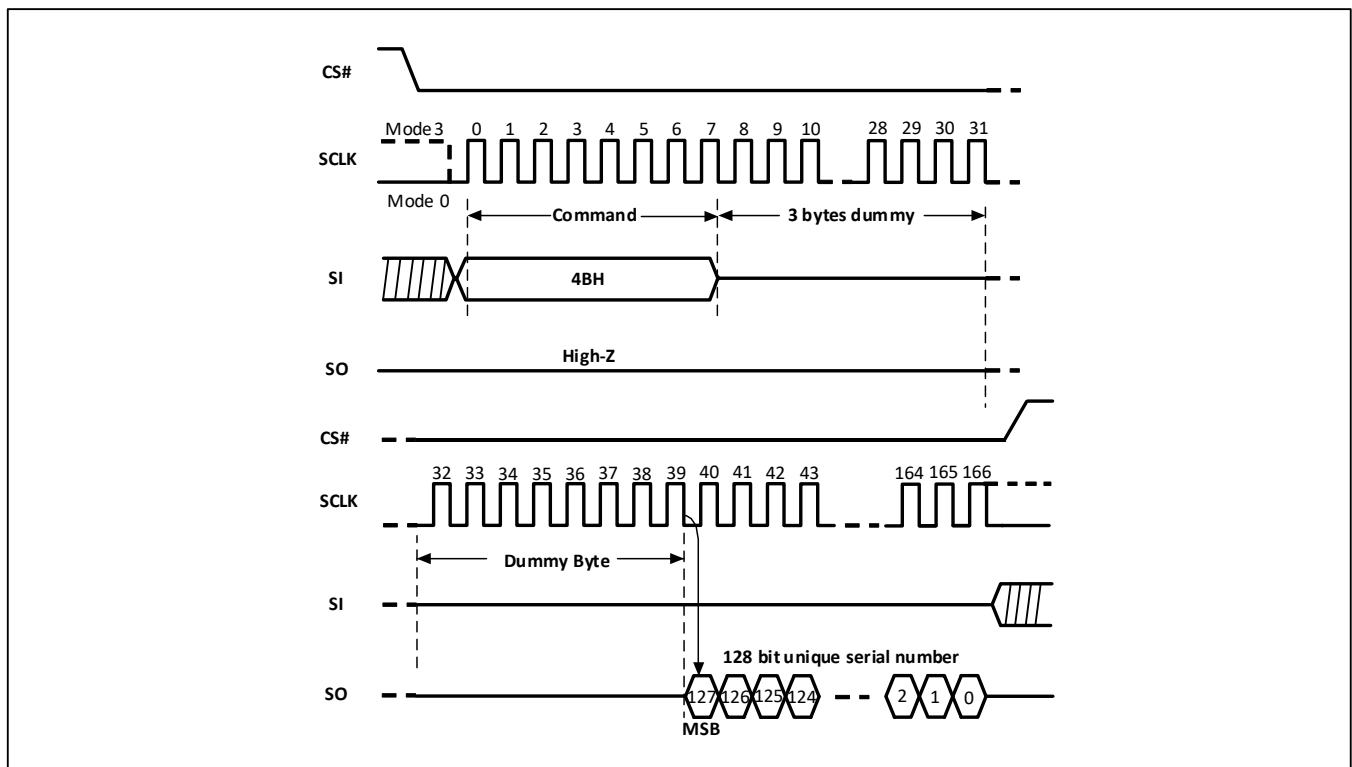 CS#
Mode 3 0 1 2 3 4 5 6 7 8 9 10 28 29 30 31
SCLK
Mode 0
Command 3 bytes dummy
SI 4BH
High-Z
SO
CS#
32 33 34 35 36 37 38 39 40 41 42 43 164 165 166
SCLK
Dummy Byte
SI
128 bit unique serial number
SO 127 126 125 124 2 1 0
MSB